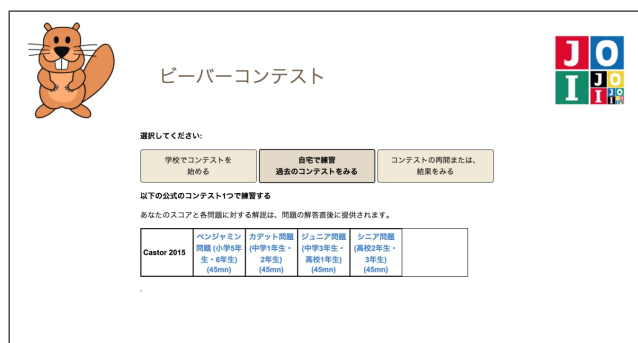 ビーバーコンテスト
JO
I JO
I JO
I JOI
選択してください:
学校でコンテストを
始める
自宅で練習
過去のコンテストをみる
コンテストの再開または、
結果をみる
以下の公式のコンテスト1つで練習する
あなたのスコアと各問題に対する解説は、問題の解答直後に提供されます。
Castor 2015
ベンジャミン
問題 (小学5年
生・6年生)
(45mn)
カデット問題
(中学1年生・
2年生)
(45mn)
ジュニア問題
(中学3年生・
高校1年生)
(45mn)
シニア問題
(高校2年生・
3年生)
(45mn)
.